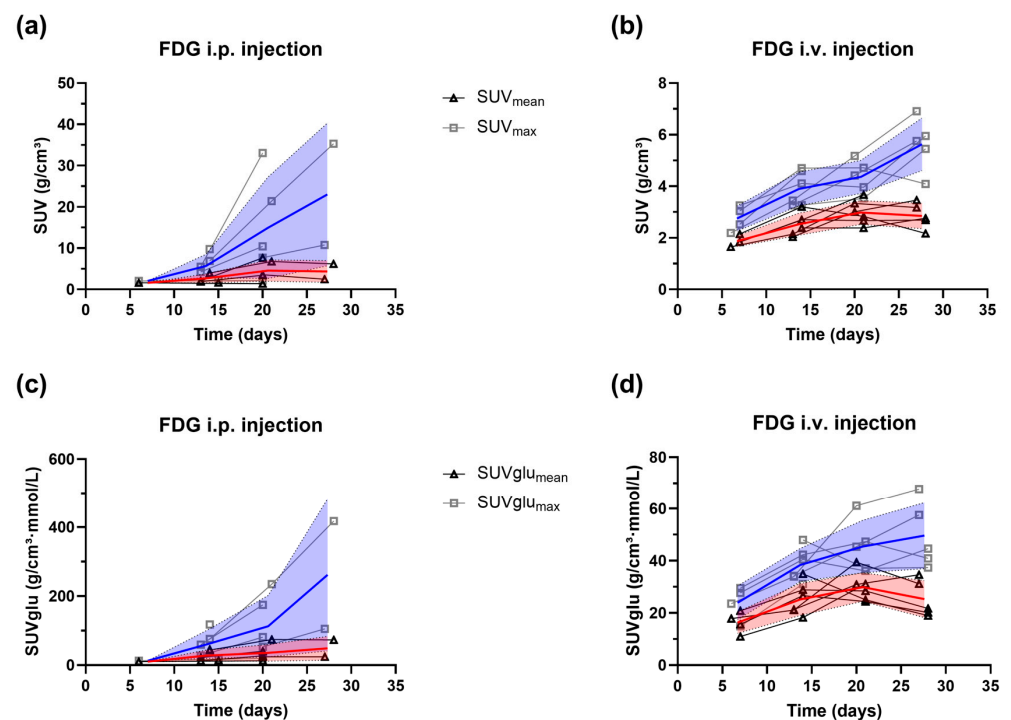 (a)
FDG i.p. injection
SUV (g/cm³)
50
40
30
20
10
0
0 5 10 15 20 25 30 35
Time (days)
SUVmean
SUVmax
(b)
FDG i.v. injection
SUV (g/cm³)
8
6
4
2
0
0 5 10 15 20 25 30 35
Time (days)
(c)
FDG i.p. injection
SUVglu (g/cm³·mmol/L)
600
400
200
0
0 5 10 15 20 25 30 35
Time (days)
SUVglumean
SUVglumax
(d)
FDG i.v. injection
SUVglu (g/cm³·mmol/L)
80
60
40
20
0
0 5 10 15 20 25 30 35
Time (days)